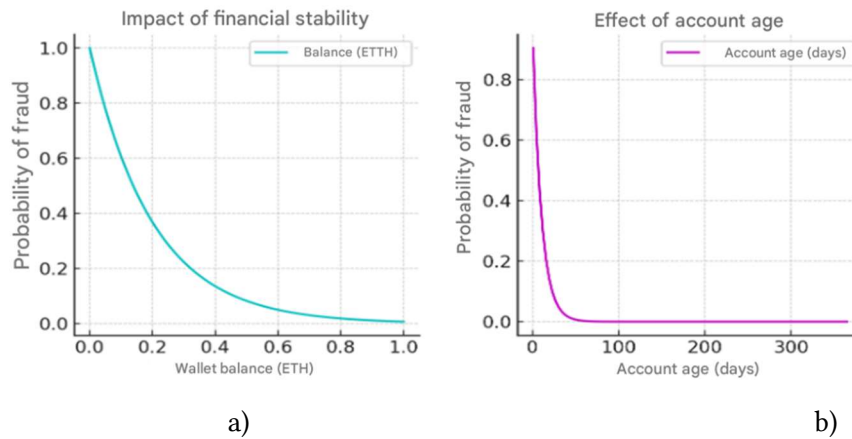 Impact of financial stability
Balance (ETTH)
Probability of fraud
1.0
0.8
0.6
0.4
0.2
0.0
0.0 0.2 0.4 0.6 0.8 1.0
Wallet balance (ETH)
a)
Effect of account age
Account age (days)
Probability of fraud
0.8
0.6
0.4
0.2
0.0
0 100 200 300
Account age (days)
b)